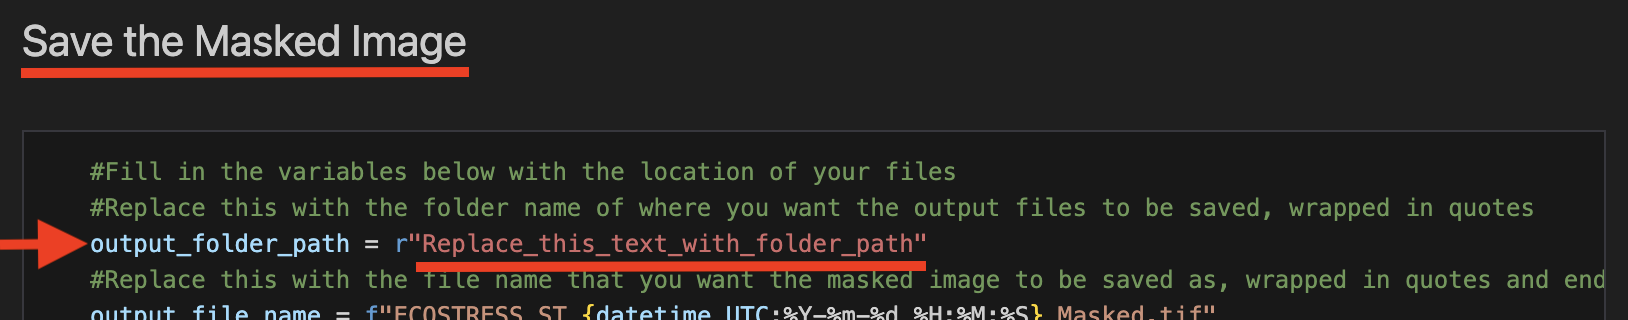 Save the Masked Image
#Fill in the variables below with the location of your files
#Replace this with the folder name of where you want the output files to be saved, wrapped in quotes
output_folder_path = r"Replace_this_text_with_folder_path"
#Replace this with the file name that you want the masked image to be saved as, wrapped in quotes and end
output_file_name = f"ECOSTRESS_ST_{datetime_UTC:%Y-%m-%d_%H:%M:%S}_Masked.tif"